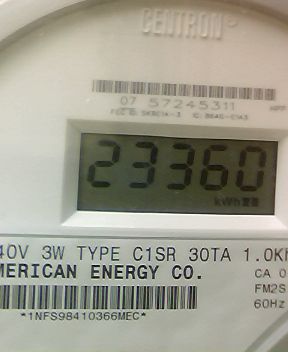 CENTRON
07 57245311
23360
kWh
40V 3W TYPE C1SR 30TA 1.0Kh
MERICAN ENERGY CO.
CA 0
FM2S
60Hz
*1NFS98410366MEC*